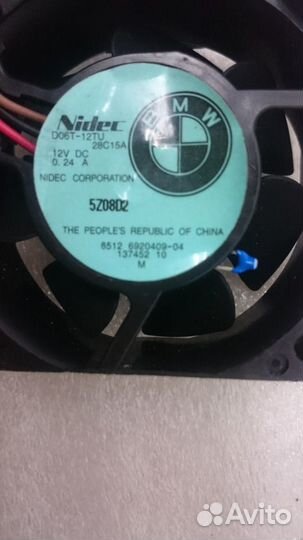 Nidec
D06T-12TU
28C15A
12V DC
0.24 A
BMW
NIDEC CORPORATION
5Z08D2
THE PEOPLE'S REPUBLIC OF CHINA
6512 6920409-04
137452 10
M
Avito